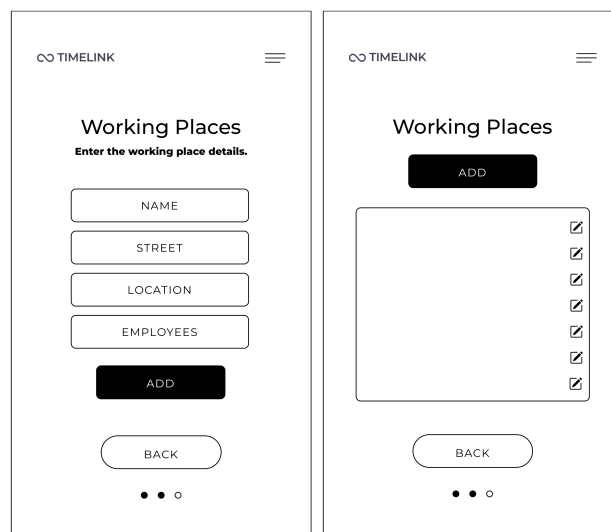 TIMELINK
Working Places
Enter the working place details.
NAME
STREET
LOCATION
EMPLOYEES
ADD
BACK
TIMELINK
Working Places
ADD
BACK